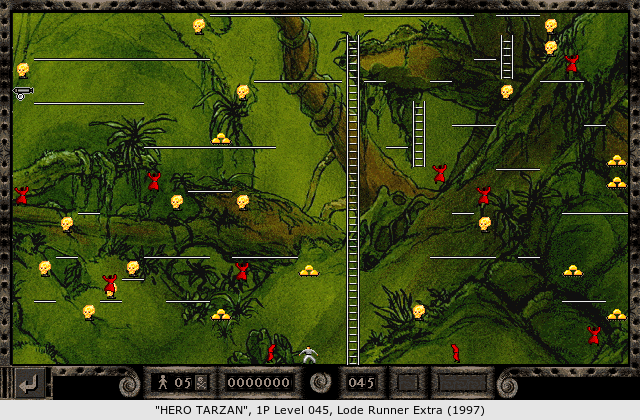 05 0000000 045
"HERO TARZAN", 1P Level 045, Lode Runner Extra (1997)